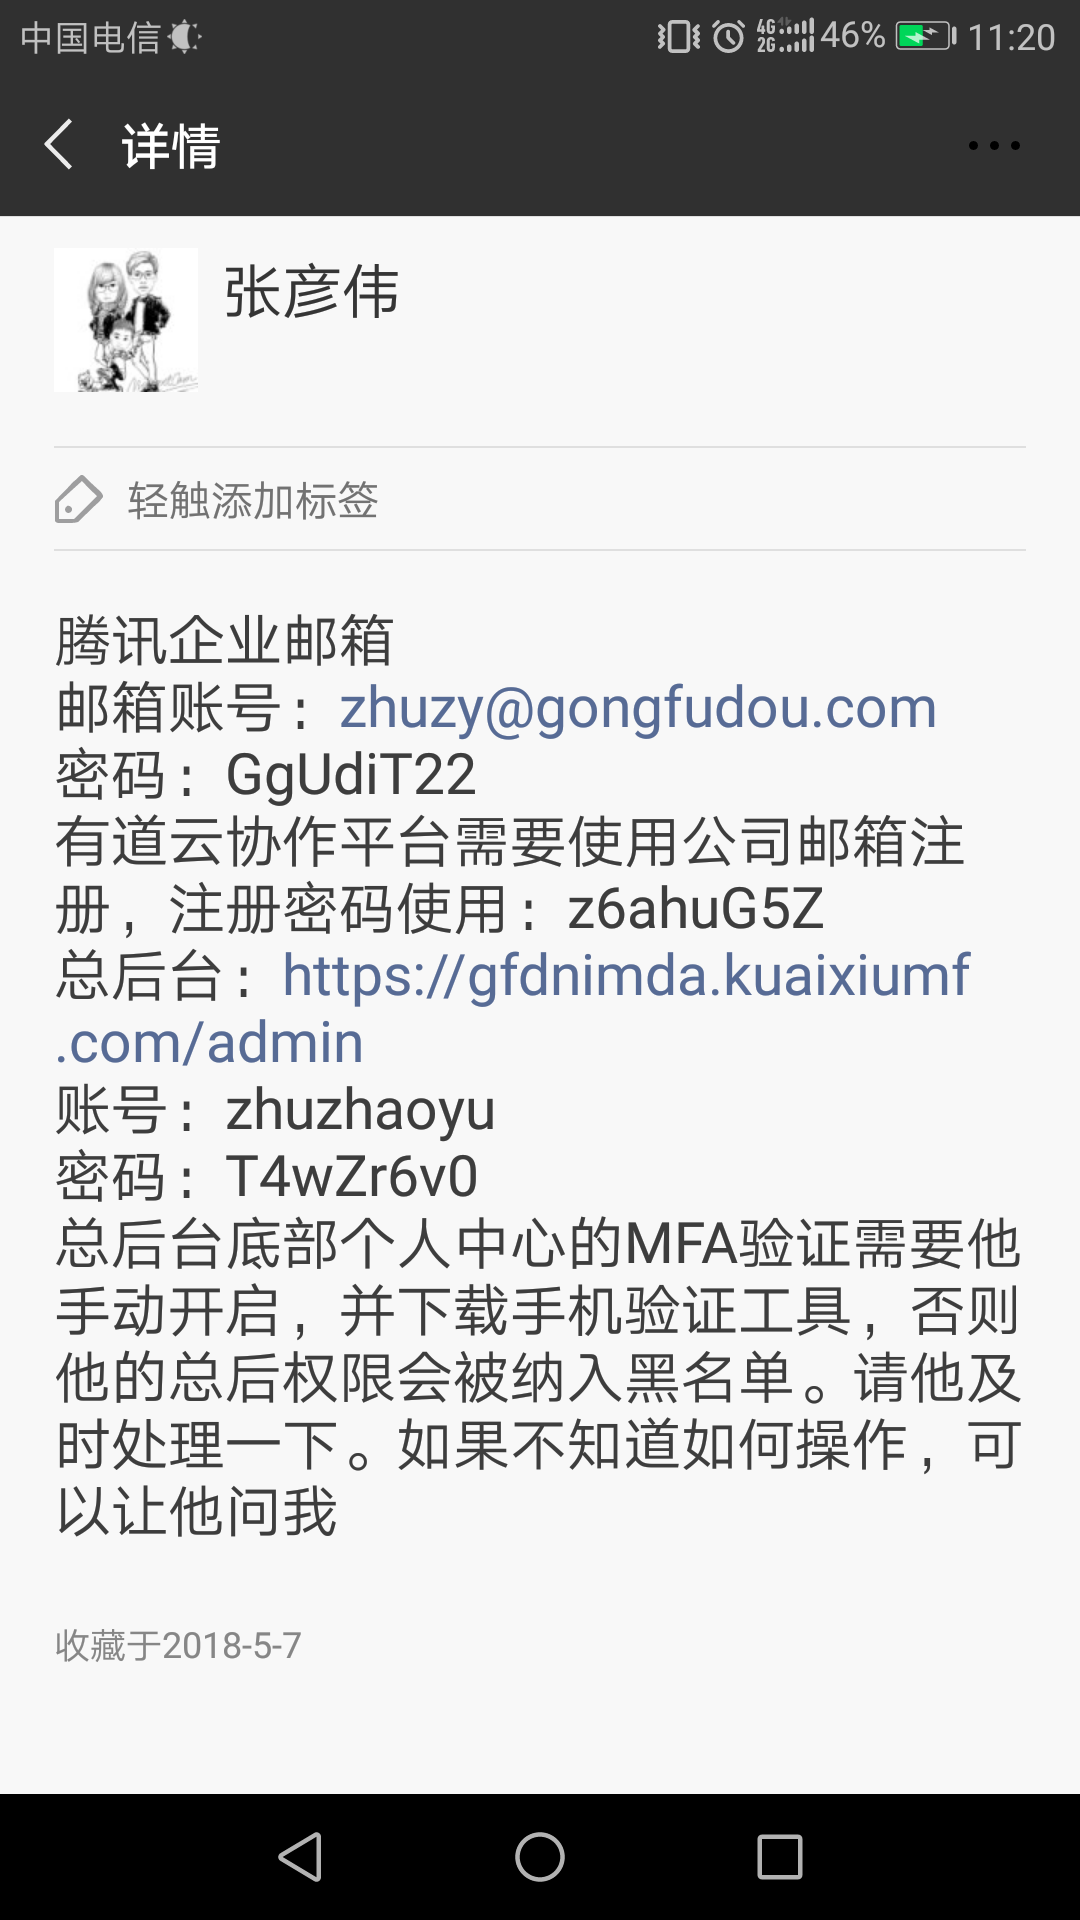 中国电信 46% 11:20
详情
张彦伟
轻触添加标签
腾讯企业邮箱
邮箱账号：zhuzy@gongfudou.com
密码：GgUdiT22
有道云协作平台需要使用公司邮箱注
册，注册密码使用：z6ahuG5Z
总后台：https://gfdnimda.kuaixiumf
.com/admin
账号：zhuzhaoyu
密码：T4wZr6v0
总后台底部个人中心的MFA验证需要他
手动开启，并下载手机验证工具，否则
他的总后权限会被纳入黑名单。请他及
时处理一下。如果不知道如何操作，可
以让他问我
收藏于2018-5-7